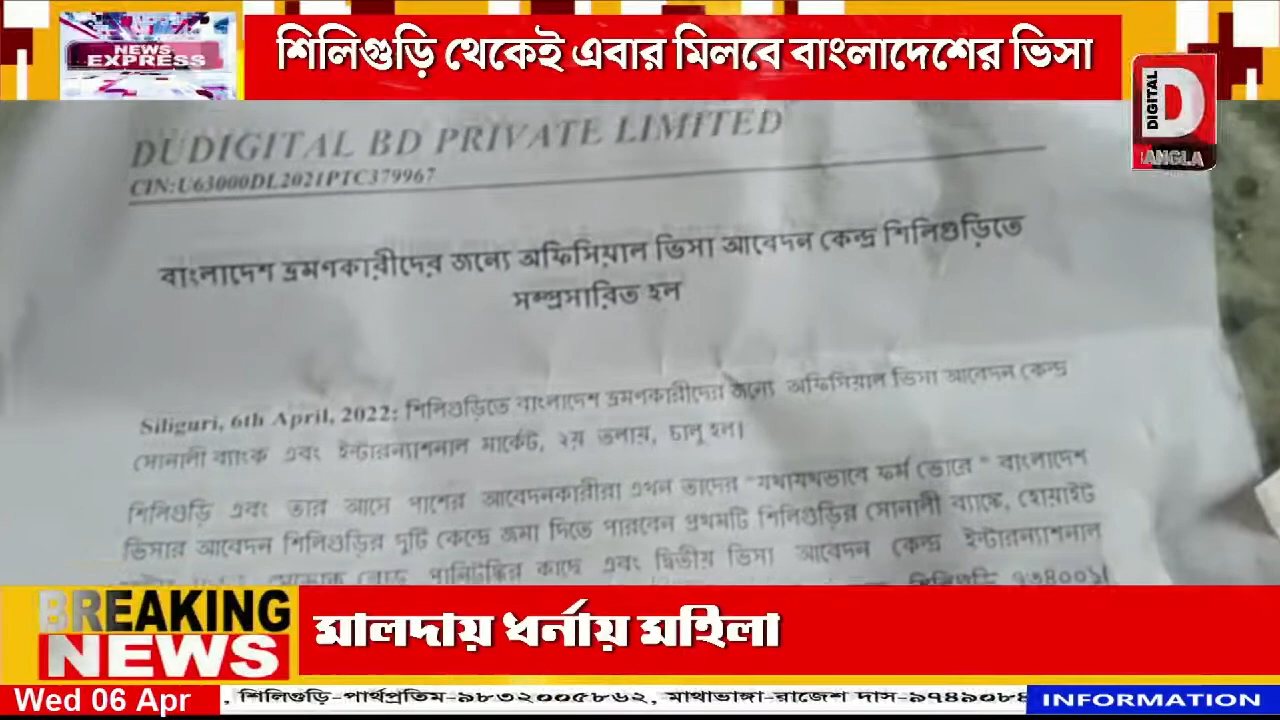 NEWS
EXPRESS
শিলিগুড়ি থেকেই এবার মিলবে বাংলাদেশের ভিসা
DIGITAL
BANGLA
DUDIGITAL BD PRIVATE LIMITED
CIN:U63000DL2021PTC379967
বাংলাদেশ ভ্রমণকারীদের জন্যে অফিসিয়াল ভিসা আবেদন কেন্দ্র শিলিগুড়িতে
সম্প্রসারিত হল
Siliguri, 6th April, 2022: শিলিগুড়িতে বাংলাদেশ ভ্রমণকারীদের জন্যে অফিসিয়াল ভিসা আবেদন কেন্দ্র
সোনালী ব্যাংক এবং ইন্টারন্যাশনাল মার্কেট, ২য় তলায়, চালু হল।
শিলিগুড়ি এবং তার আসে পাশের আবেদনকারীরা এখন তাদের "যথাযথভাবে ফর্ম ভোরে " বাংলাদেশ
ভিসার আবেদন শিলিগুড়ির দুটি কেন্দ্রে জমা দিতে পারবেন প্রথমটি শিলিগুড়ির সোনালী ব্যাঙ্কে, হোয়াইট
রোড পানিটঙ্কির কাছে এবং দ্বিতীয় ভিসা আবেদন কেন্দ্র ইন্টারন্যাশনাল
শিলিগুড়ি ৭৩৪০০১।
BREAKING
NEWS
মালদায় ধর্নায় মহিলা
Wed 06 Apr
, শিলিগুড়ি-পার্থপ্রতিম-৯৮৩২০০৫৮৬২, মাথাভাঙ্গা-রাজেশ দাস-৯৭৪৯০৮৪
INFORMATION